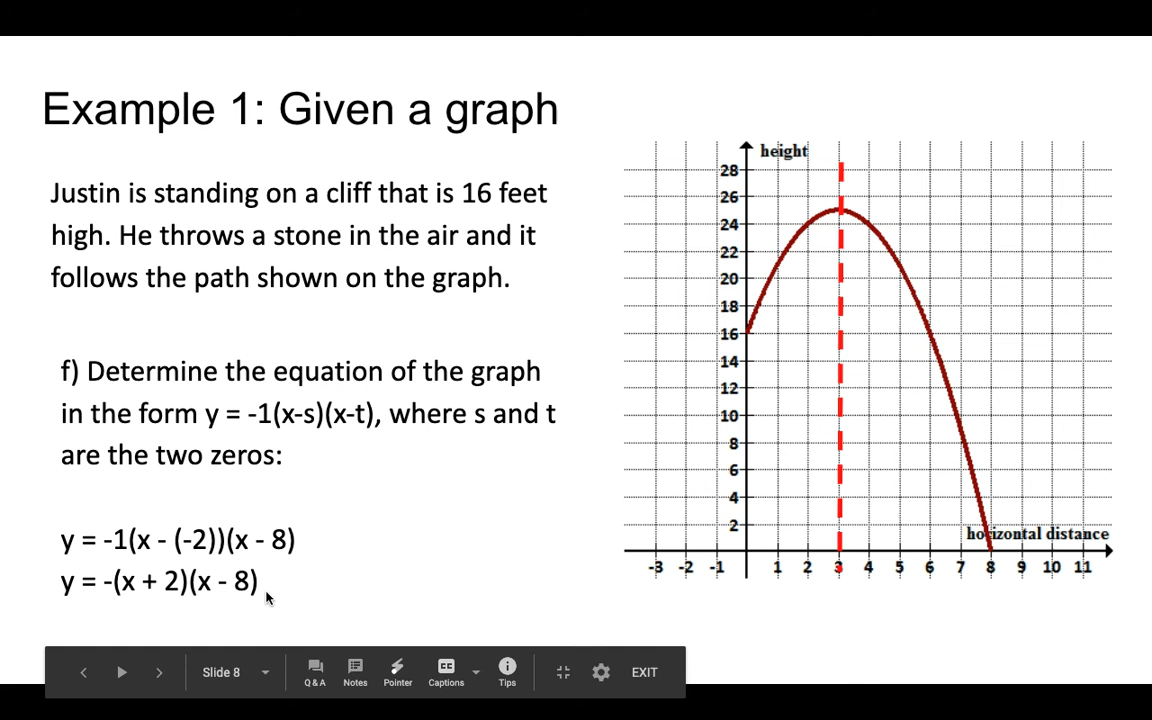 Example 1: Given a graph
Justin is standing on a cliff that is 16 feet
high. He throws a stone in the air and it
follows the path shown on the graph.
f) Determine the equation of the graph
in the form y = -1(x-s)(x-t), where s and t
are the two zeros:
y = -1(x - (-2))(x - 8)
y = -(x + 2)(x - 8)
height
28
26
24
22
20
18
16
14
12
10
8
6
4
2
horizontal distance
-3 -2 -1 1 2 3 4 5 6 7 8 9 10 11
Slide 8
Q & A Notes Pointer Captions Tips
CC
EXIT